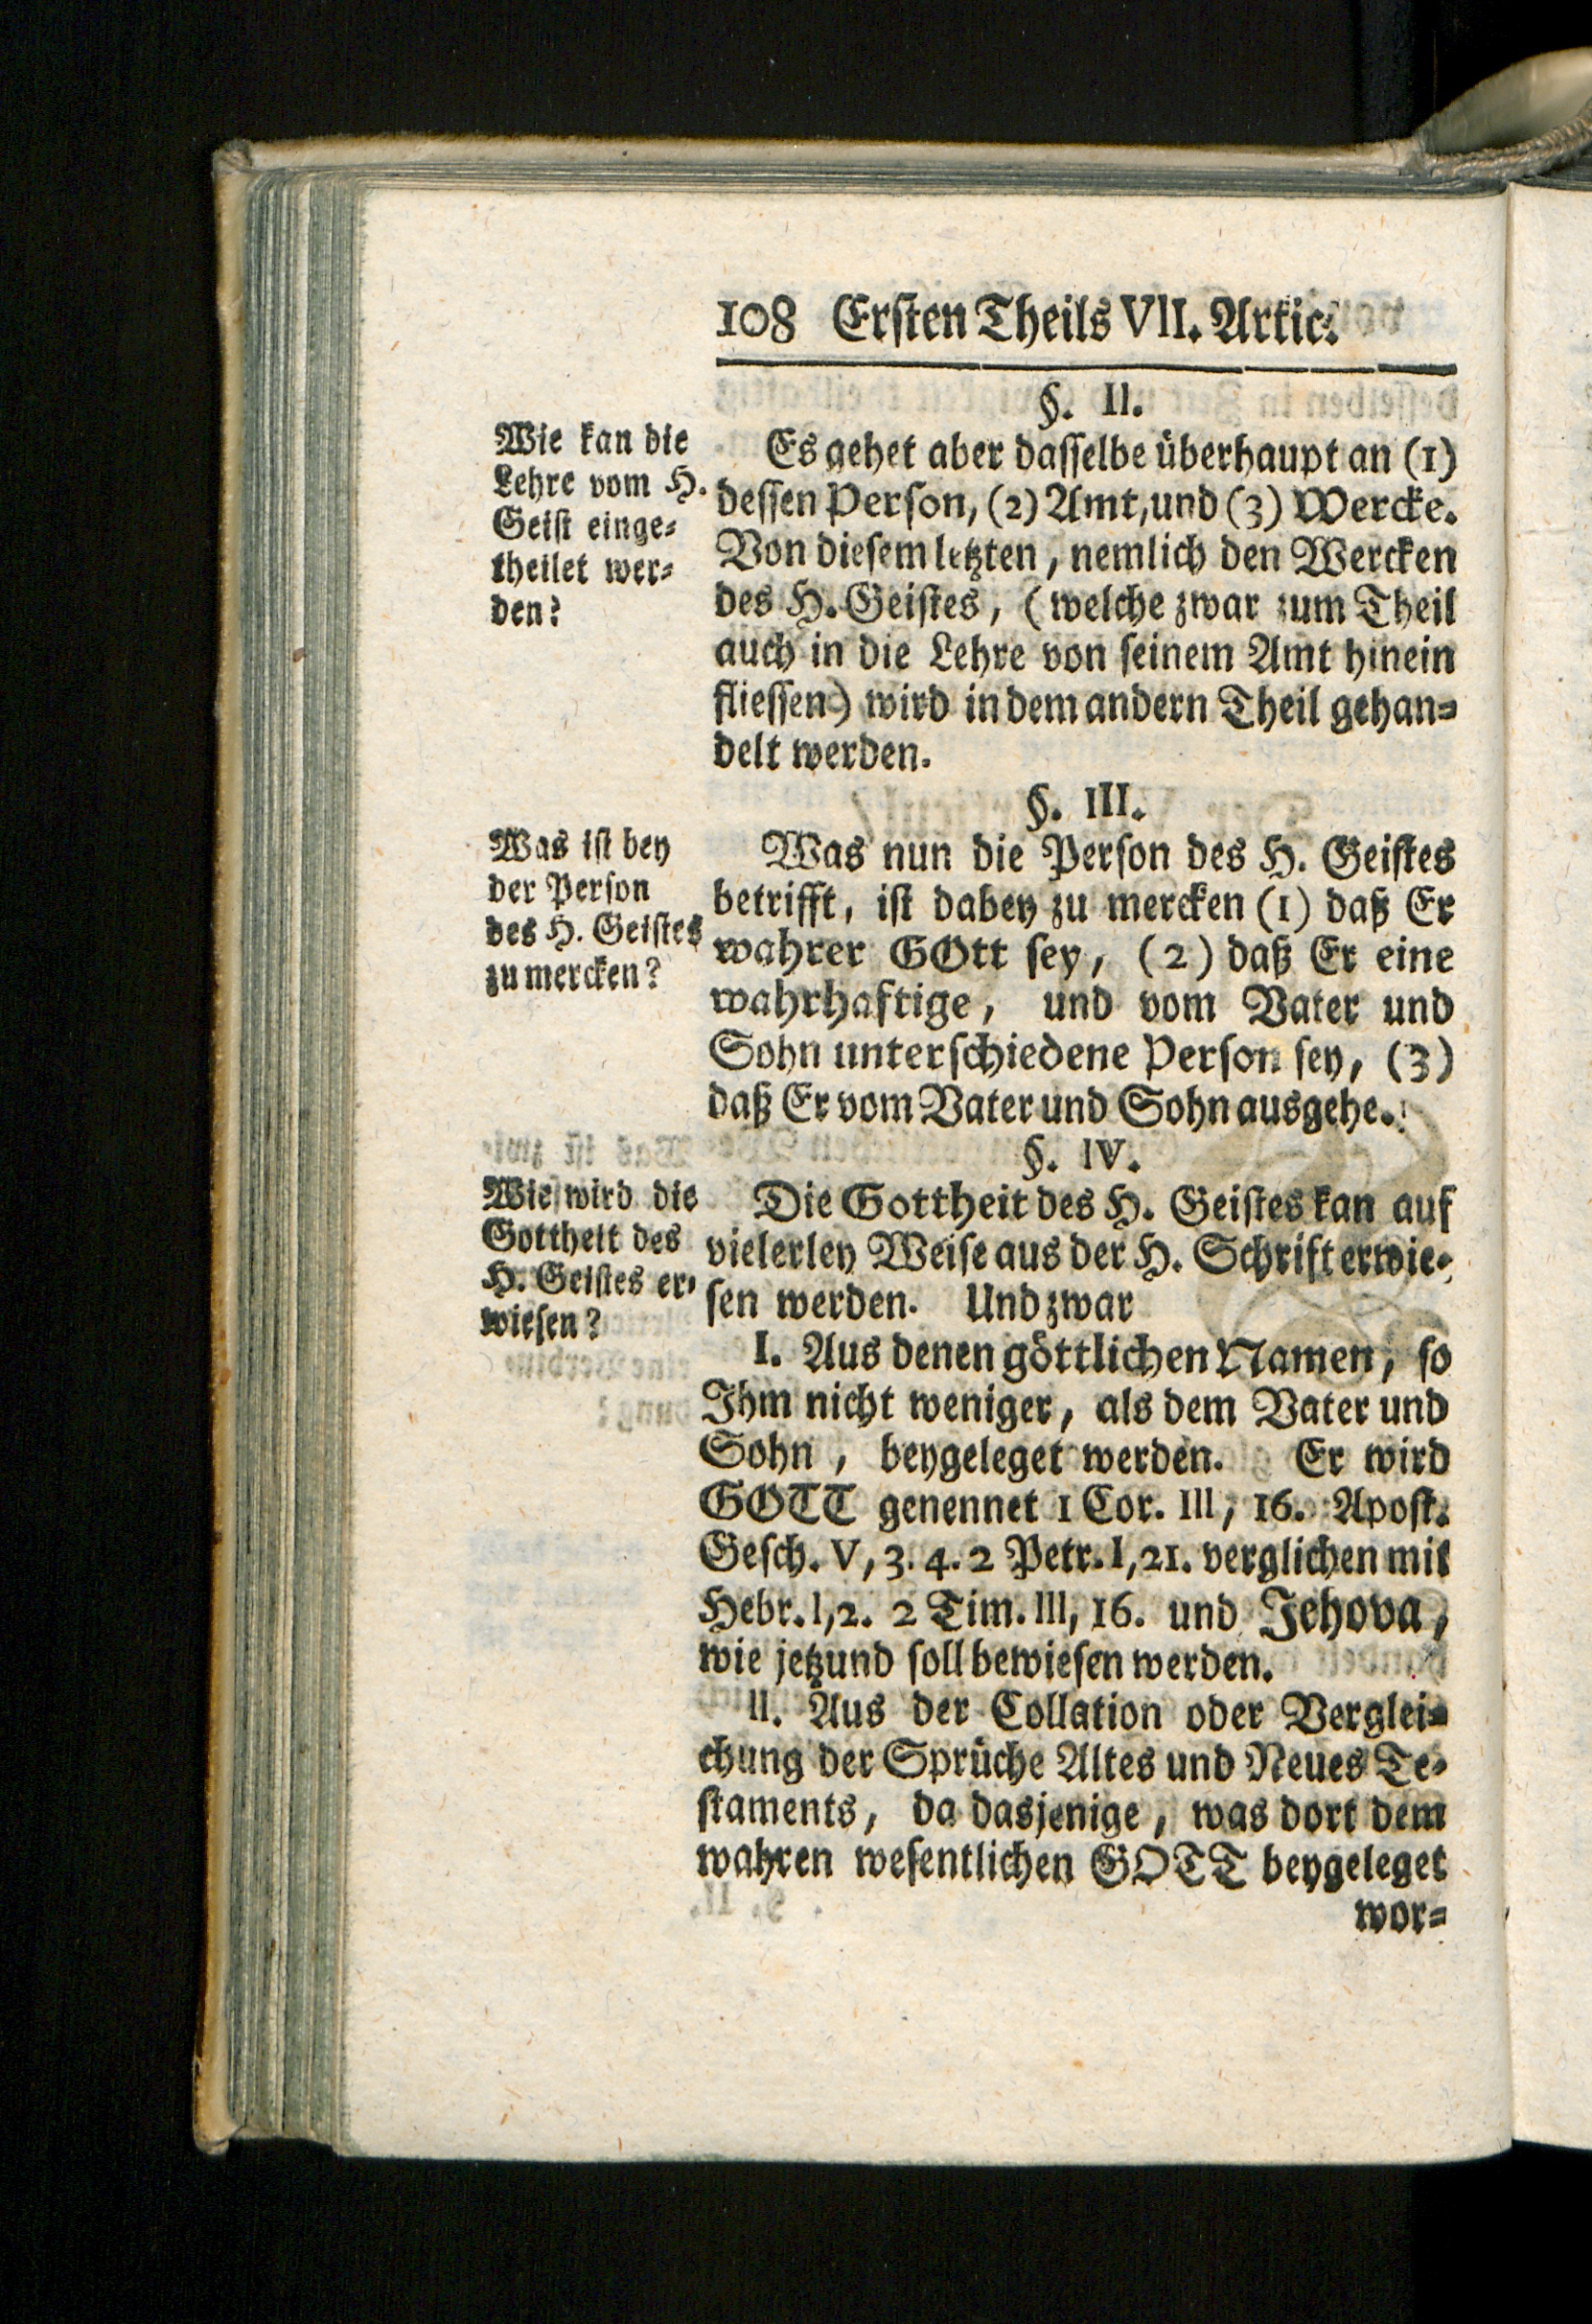 108 Ersten Theils VII. Artic.
§. II.
Wie kan die
Lehre vom H.
Geist einge=
theilet wer=
den?
Es gehet aber dasselbe überhaupt an (1)
dessen Person, (2) Amt, und (3) Wercke.
Von diesem letzten, nemlich den Wercken
des H. Geistes, (welche zwar zum Theil
auch in die Lehre von seinem Amt hinein
fliessen) wird in dem andern Theil gehan=
delt werden.
§. III.
Was ist bey
der Person
des H. Geistes
zu mercken?
Was nun die Person des H. Geistes
betrifft, ist dabey zu mercken (1) daß Er
wahrer GOtt sey, (2) daß Er eine
wahrhaftige, und vom Vater und
Sohn unterschiedene Person sey, (3)
daß Er vom Vater und Sohn ausgehe.
§. IV.
Wie wird die
Gottheit des
H. Geistes er=
wiesen?
Die Gottheit des H. Geistes kan auf
vielerley Weise aus der H. Schrift erwie=
sen werden. Und zwar
I. Aus denen göttlichen Namen, so
Ihm nicht weniger, als dem Vater und
Sohn, beygeleget werden. Er wird
GOTT genennet 1 Cor. III, 16. Apost.
Gesch. V, 3. 4. 2 Petr. I, 21. verglichen mit
Hebr. I, 2. 2 Tim. III, 16. und Jehova,
wie jetzund soll bewiesen werden.
II. Aus der Collation oder Verglei=
chung der Sprüche Altes und Neues Te=
staments, da dasjenige, was dort dem
wahren wesentlichen GOTT beygeleget
wor=